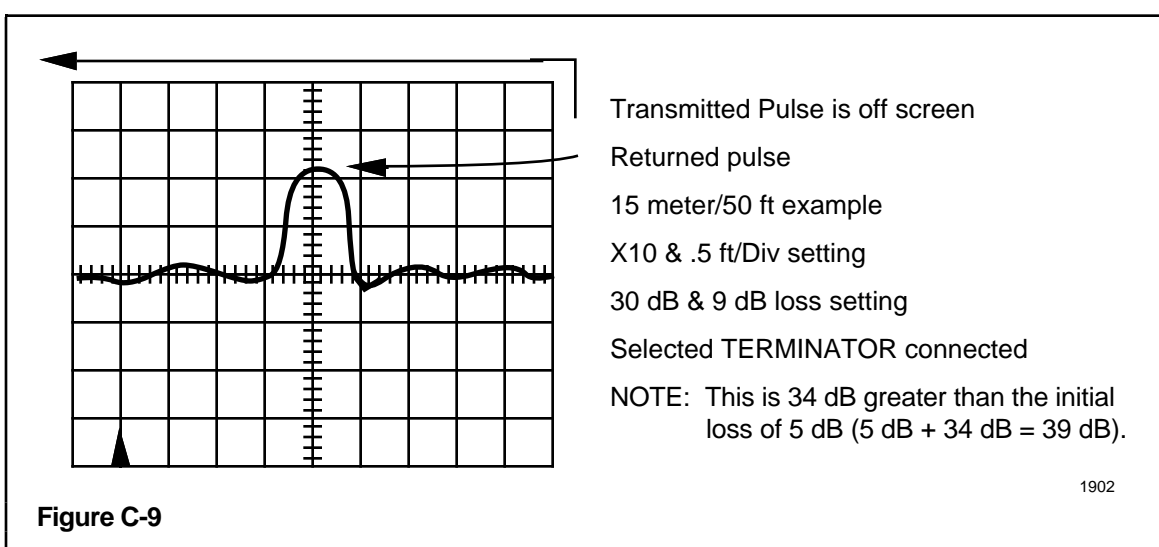 Transmitted Pulse is off screen
Returned pulse
15 meter/50 ft example
X10 & .5 ft/Div setting
30 dB & 9 dB loss setting
Selected TERMINATOR connected
NOTE: This is 34 dB greater than the initial
loss of 5 dB (5 dB + 34 dB = 39 dB).
1902
Figure C-9